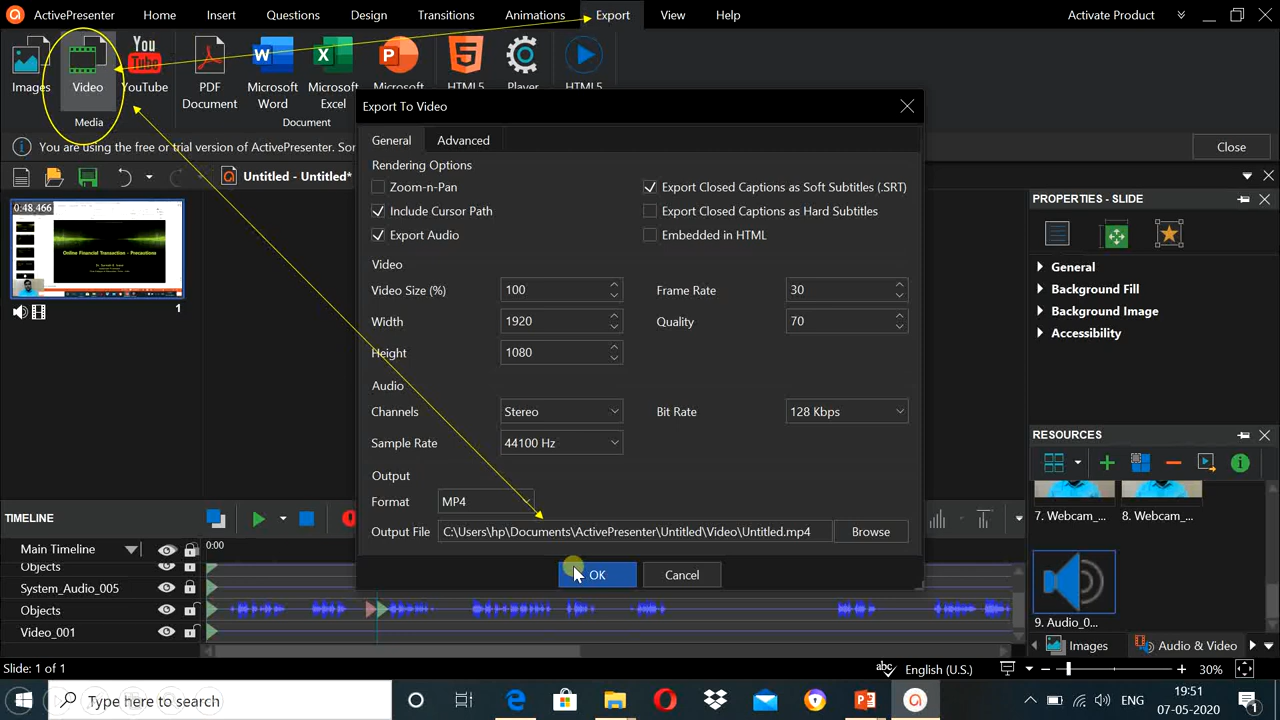 ActivePresenter Home Insert Questions Design Transitions Animations Export View Help Activate Product
Images Video You Tube YouTube PDF Document Microsoft Word Microsoft Excel Microsoft HTML5 Player HTML5
Media Document
You are using the free or trial version of ActivePresenter. Som Close
Untitled - Untitled*
Export To Video
General Advanced
Rendering Options
Zoom-n-Pan Export Closed Captions as Soft Subtitles (.SRT)
Include Cursor Path Export Closed Captions as Hard Subtitles
Export Audio Embedded in HTML
Video
Video Size (%) 100 Frame Rate 30
Width 1920 Quality 70
Height 1080
Audio
Channels Stereo Bit Rate 128 Kbps
Sample Rate 44100 Hz
Output
Format MP4
Output File C:\Users\hp\Documents\ActivePresenter\Untitled\Video\Untitled.mp4 Browse
OK Cancel
0:48.466
Online Financial Transaction - Precautions
1
PROPERTIES - SLIDE
General
Background Fill
Background Image
Accessibility
RESOURCES
7. Webcam_... 8. Webcam_...
9. Audio_0...
Images Audio & Video
TIMELINE
Main Timeline 0:00
Objects
System_Audio_005
Objects
Video_001
Slide: 1 of 1 abc English (U.S.) 30%
Type here to search ENG 19:51
07-05-2020 1